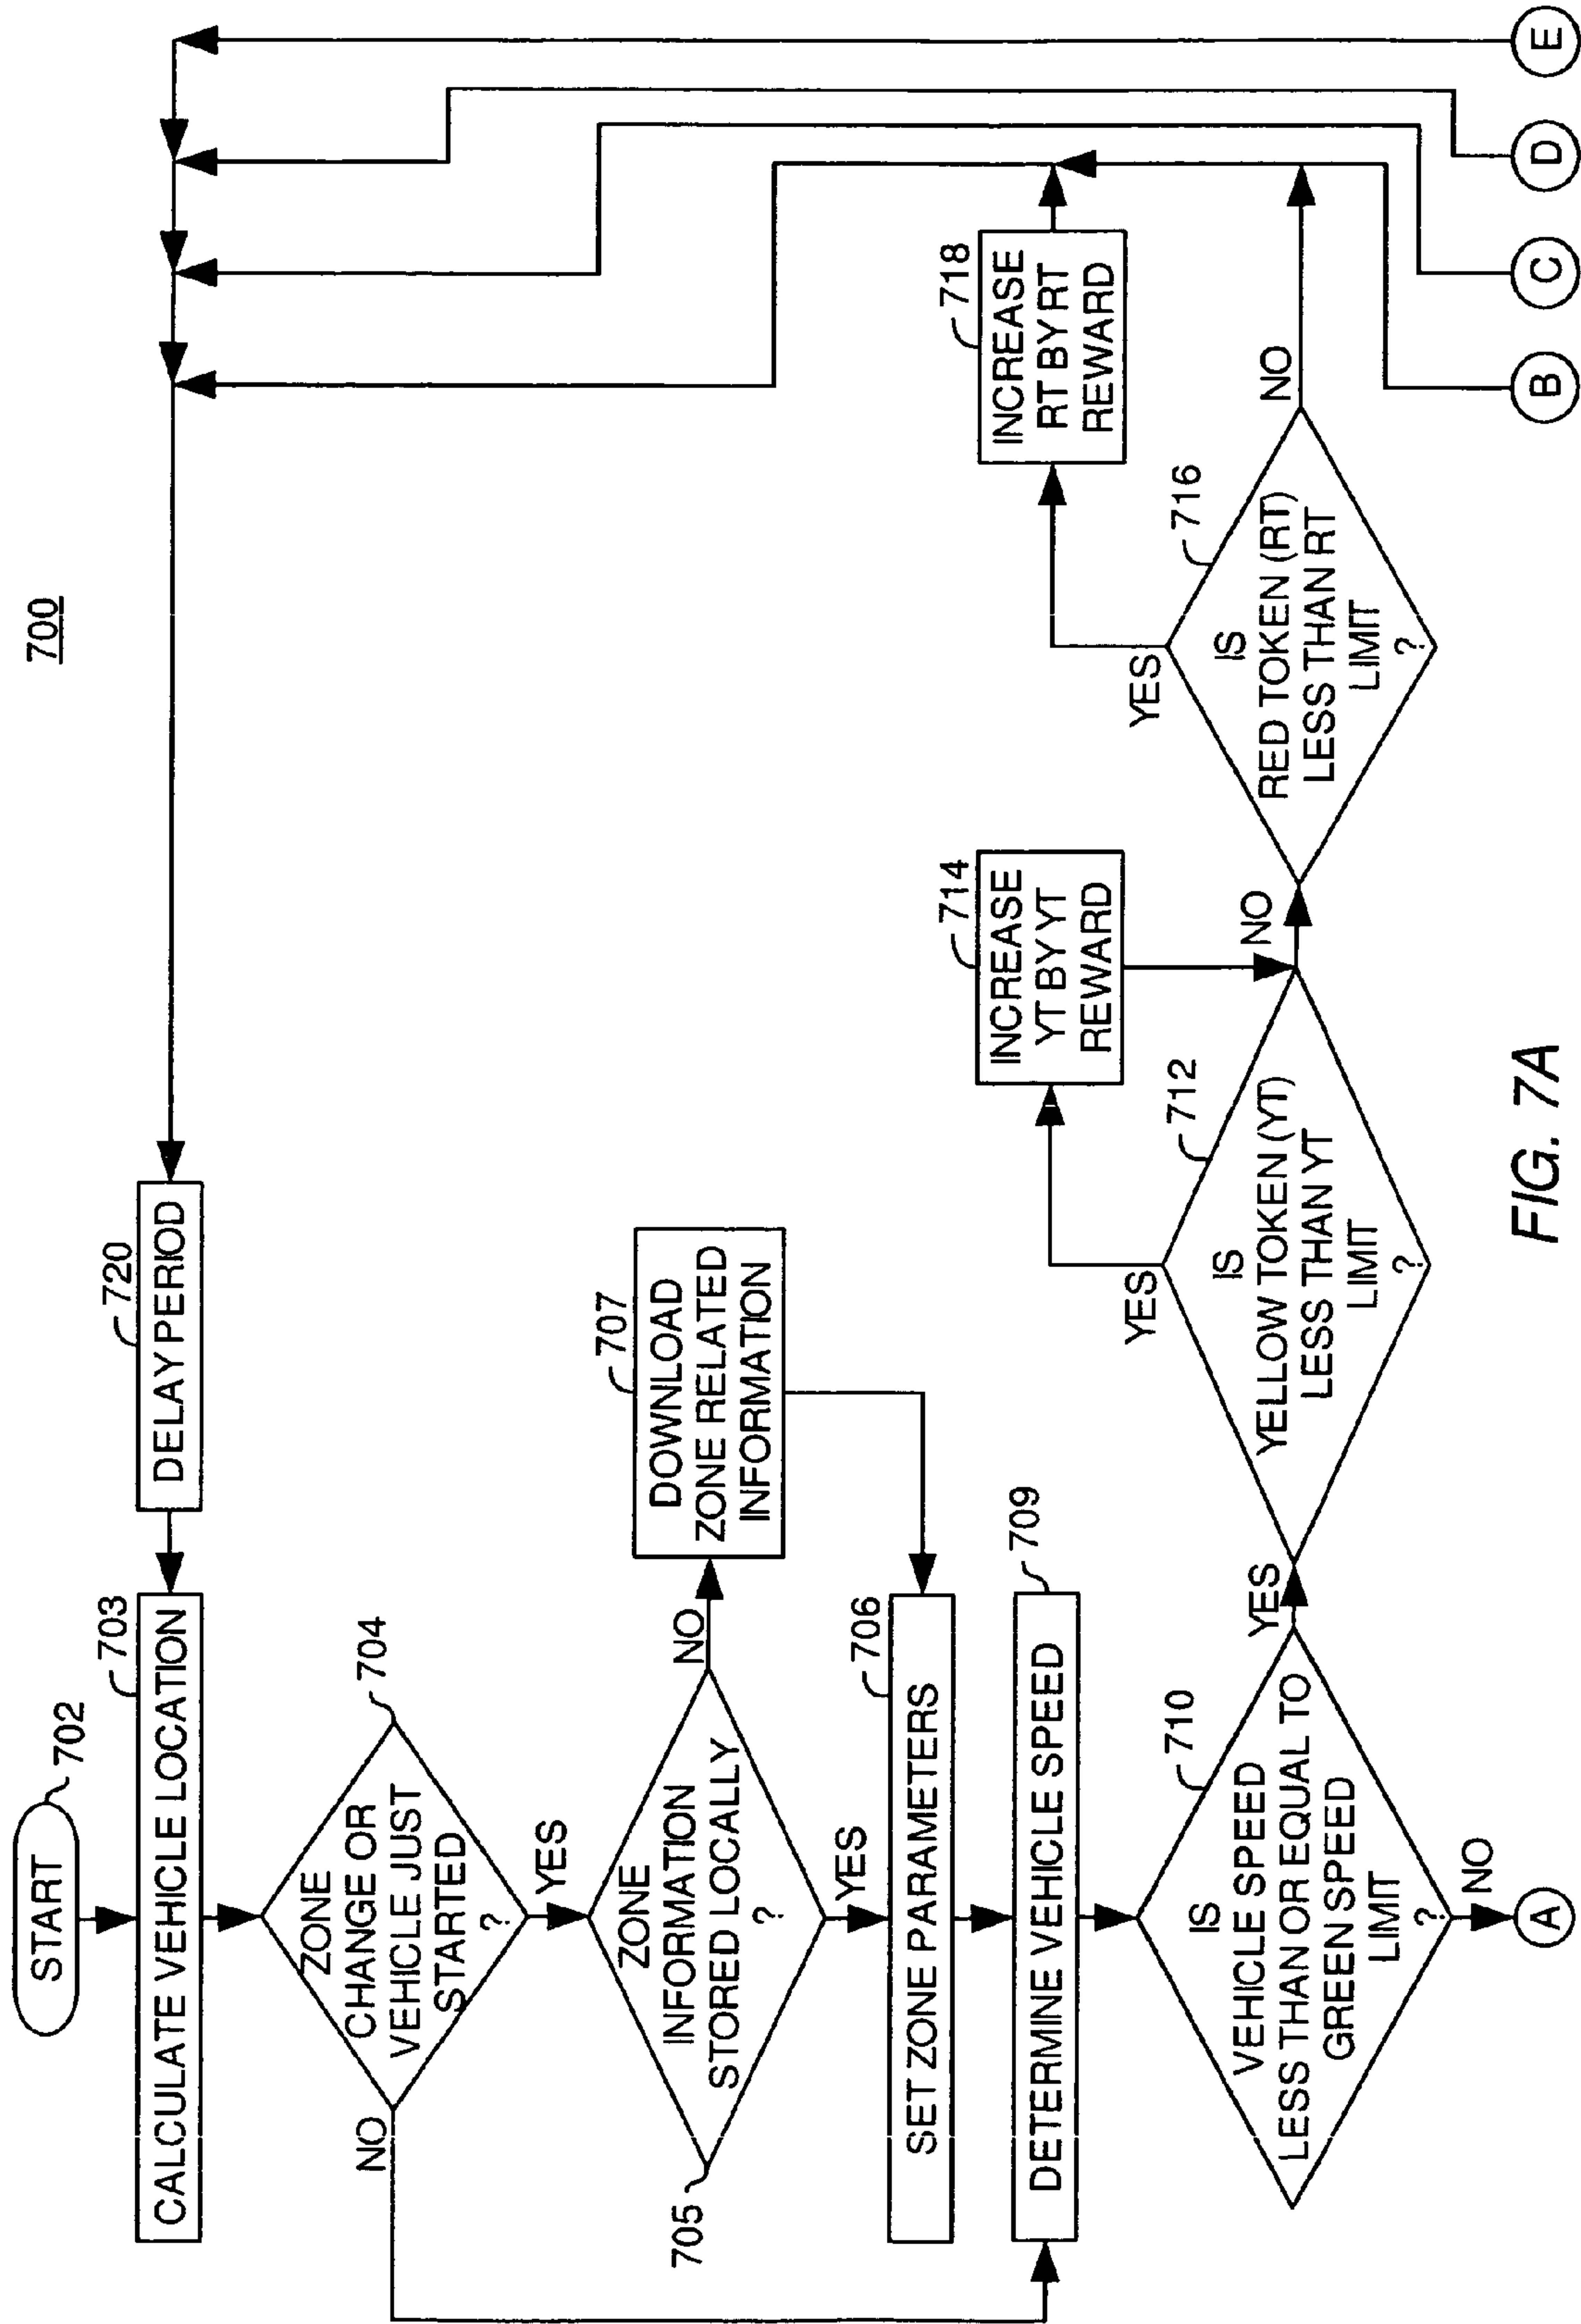 700
START
702
CALCULATE VEHICLE LOCATION
703
DELAY PERIOD
720
ZONE
CHANGE OR
VEHICLE JUST
STARTED
?
704
NO
YES
ZONE
INFORMATION
STORED LOCALLY
?
705
NO
YES
DOWNLOAD
ZONE RELATED
INFORMATION
707
SET ZONE PARAMETERS
706
DETERMINE VEHICLE SPEED
709
IS
VEHICLE SPEED
LESS THAN OR EQUAL TO
GREEN SPEED
LIMIT
?
710
YES
NO
A
IS
YELLOW TOKEN (YT)
LESS THAN YT
LIMIT
?
712
YES
NO
INCREASE
YT BY YT
REWARD
714
IS
RED TOKEN (RT)
LESS THAN RT
LIMIT
?
716
YES
NO
INCREASE
RT BY RT
REWARD
718
B
C
D
E
FIG. 7A